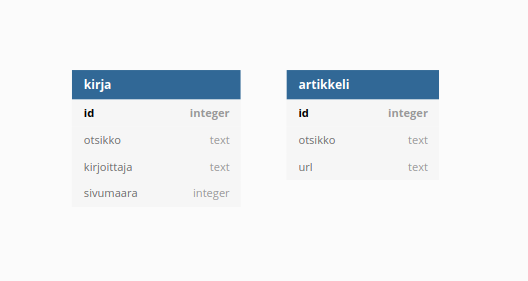 kirja
id integer
otsikko text
kirjoittaja text
sivumaara integer
artikkeli
id integer
otsikko text
url text